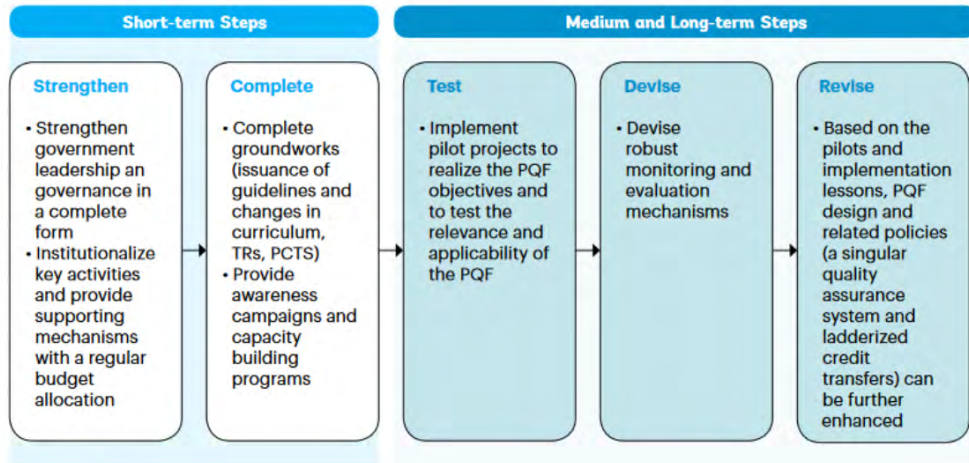 Short-term Steps
Medium and Long-term Steps
Strengthen
• Strengthen
government
leadership an
governance in
a complete
form
• Institutionalize
key activities
and provide
supporting
mechanisms
with a regular
budget
allocation
Complete
• Complete
groundworks
(issuance of
guidelines and
changes in
curriculum,
TRs, PCTS)
• Provide
awareness
campaigns and
capacity
building
programs
Test
• Implement
pilot projects to
realize the PQF
objectives and
to test the
relevance and
applicability of
the PQF
Devise
• Devise
robust
monitoring and
evaluation
mechanisms
Revise
• Based on the
pilots and
implementation
lessons, PQF
design and
related policies
(a singular
quality
assurance
system and
ladderized
credit
transfers) can
be further
enhanced